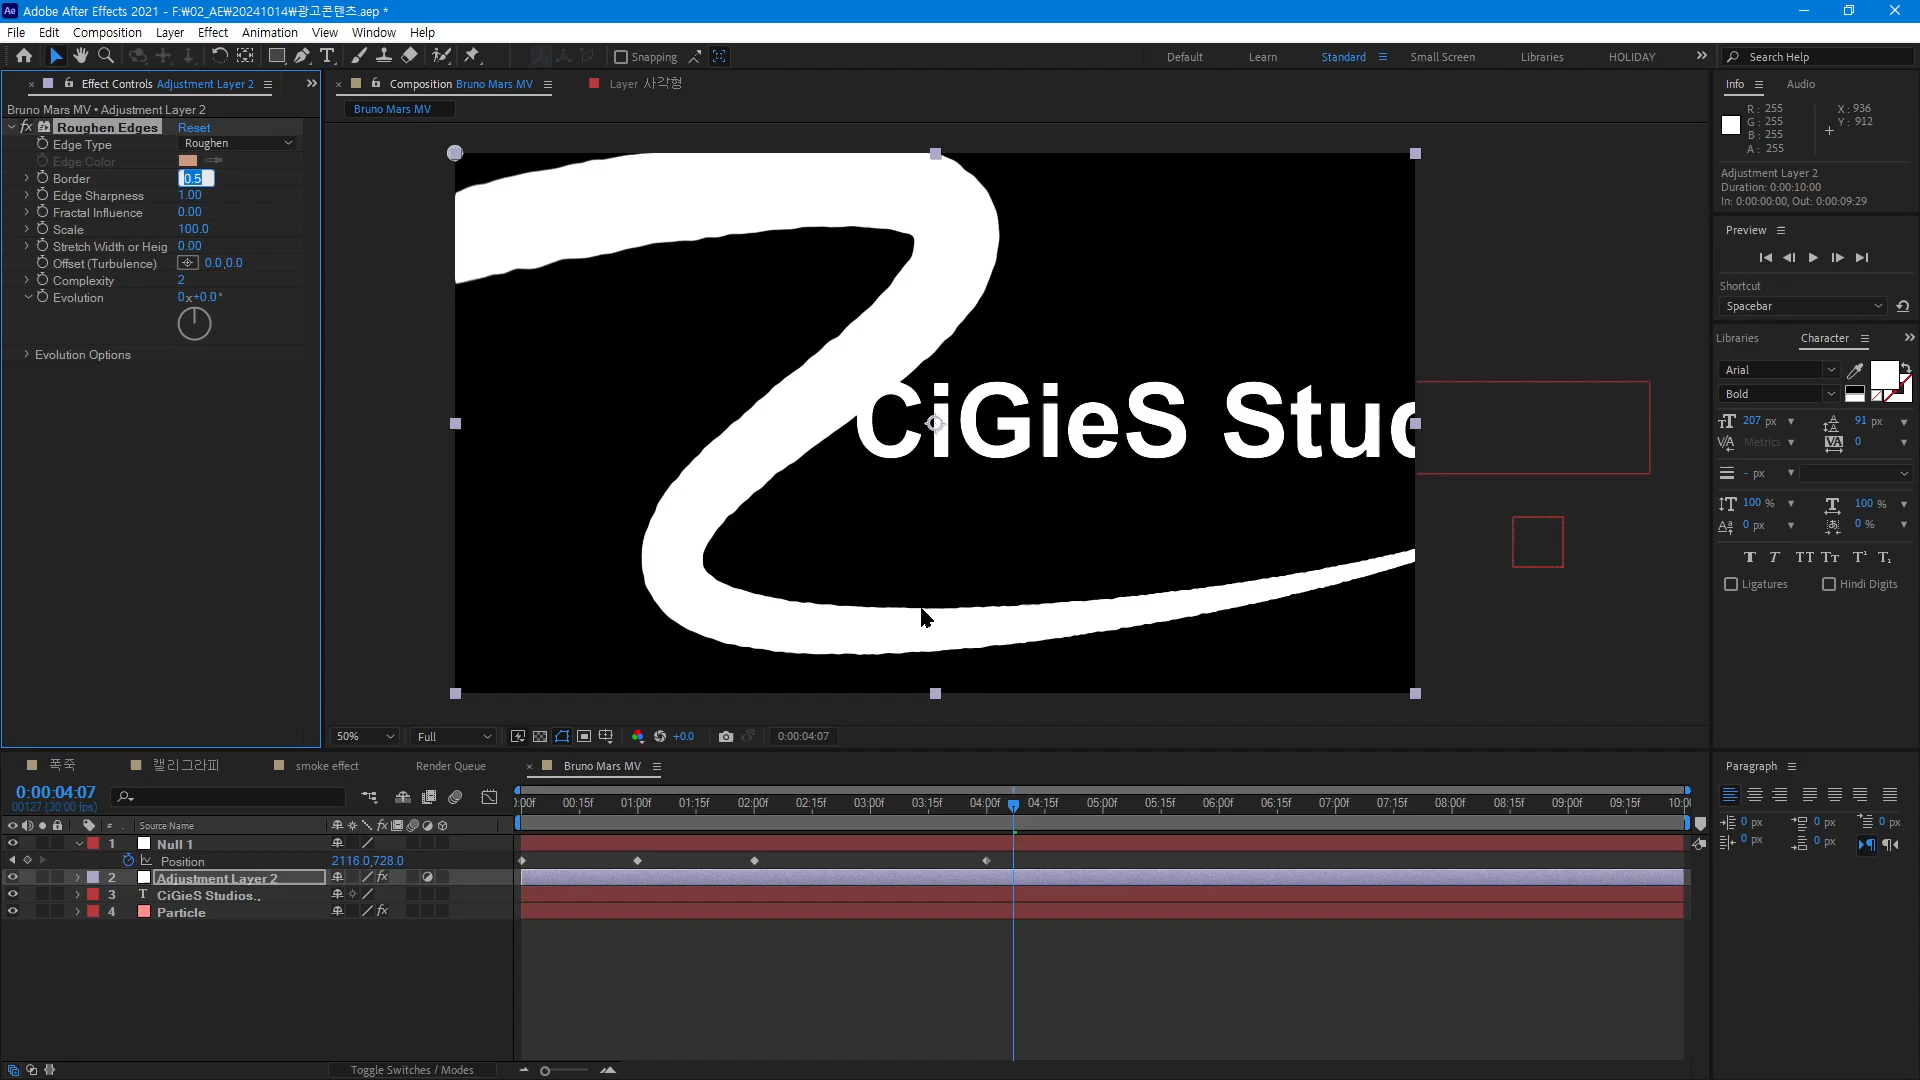 Adobe After Effects 2021 - F:₩02_AE₩20241014₩광고콘텐츠.aep *
File Edit Composition Layer Effect Animation View Window Help
Snapping Default Learn Standard Small Screen Libraries HOLIDAY Search Help
Effect Controls Adjustment Layer 2
Bruno Mars MV • Adjustment Layer 2
fx Roughen Edges Reset
Edge Type Roughen
Edge Color
Border 0.5
Edge Sharpness 1.00
Fractal Influence 0.00
Scale 100.0
Stretch Width or Heig 0.00
Offset (Turbulence) 0.0,0.0
Complexity 2
Evolution 0x+0.0°
Evolution Options
Composition Bruno Mars MV Layer 사각형
Bruno Mars MV
CiGieS Stud
50% Full +0.0 0:00:04:07
Info Audio
R : 255 X : 936
G : 255 Y : 912
B : 255
A : 255
Adjustment Layer 2
Duration: 0:00:10:00
In: 0:00:00:00, Out: 0:00:09:29
Preview
Shortcut
Spacebar
Libraries Character
Arial
Bold
207 px 91 px
Metrics 0
- px
100 % 100 %
0 px 0 %
Ligatures Hindi Digits
Paragraph
0 px 0 px 0 px
0 px 0 px
폭죽 캘리그라피 smoke effect Render Queue Bruno Mars MV
0:00:04:07
00127 (30.00 fps)
:00f 00:15f 01:00f 01:15f 02:00f 02:15f 03:00f 03:15f 04:00f 04:15f 05:00f 05:15f 06:00f 06:15f 07:00f 07:15f 08:00f 08:15f 09:00f 09:15f 10:0
# Source Name
1 Null 1
Position 2116.0,728.0
2 Adjustment Layer 2
3 T CiGieS Studios..
4 Particle
Toggle Switches / Modes